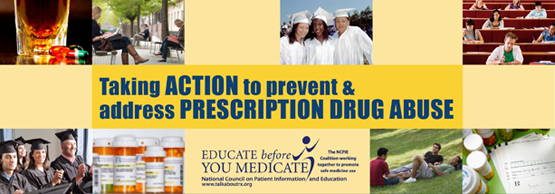 Taking ACTION to prevent &
address PRESCRIPTION DRUG ABUSE
EDUCATE before
YOU MEDICATE
The NCPIE
Coalition working
together to promote
safe medicine use
National Council on Patient Information and Education
www.talkaboutrx.org